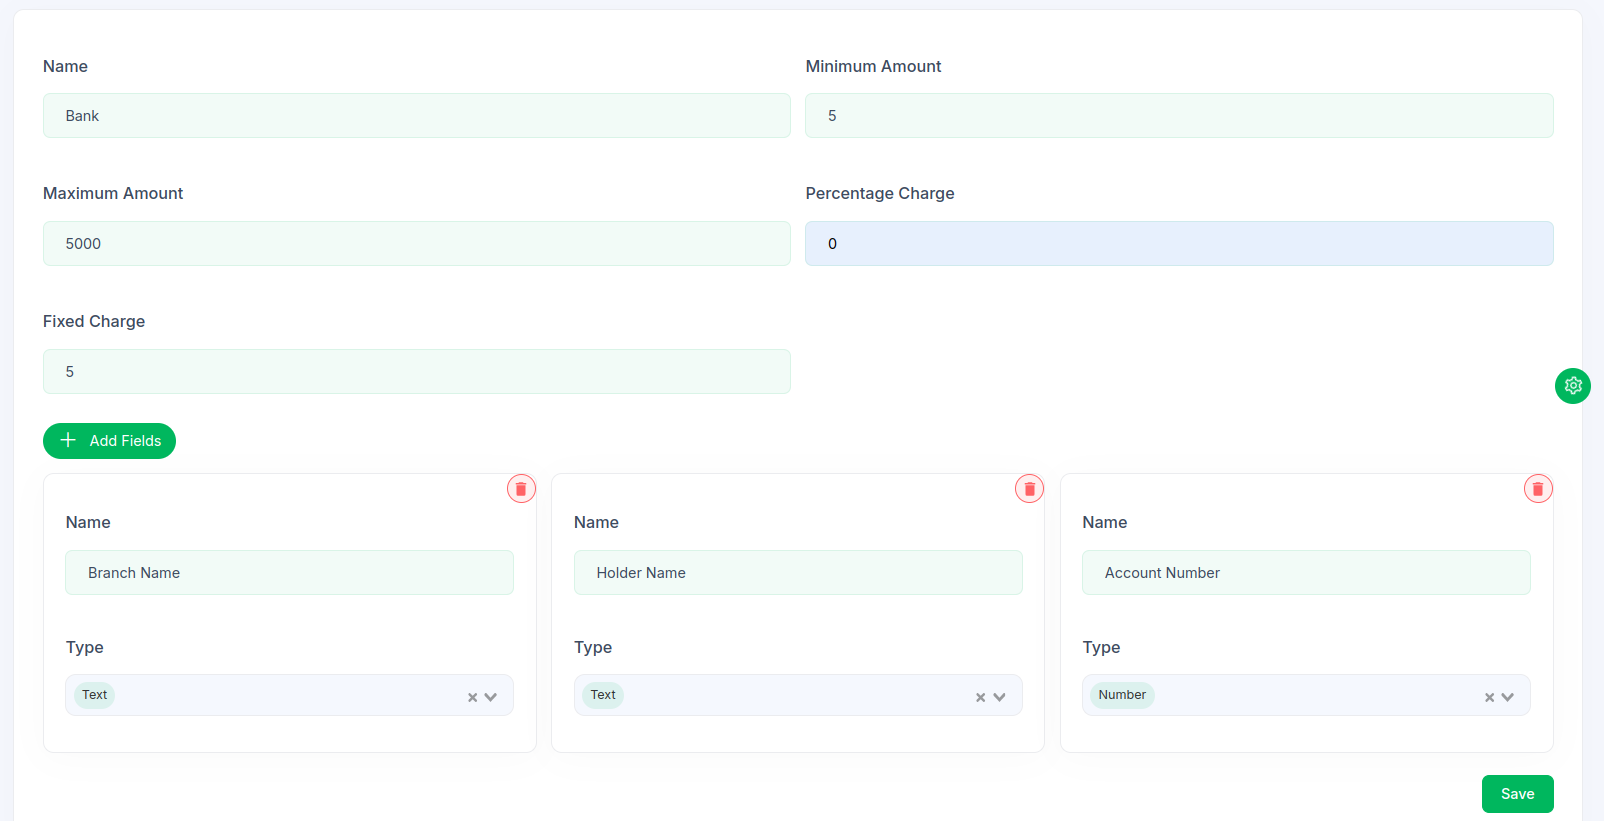 Name
Minimum Amount
Bank
5
Maximum Amount
Percentage Charge
5000
0
Fixed Charge
5
Add Fields
Name
Name
Name
Branch Name
Holder Name
Account Number
Type
Type
Type
Text
Text
Number
Save